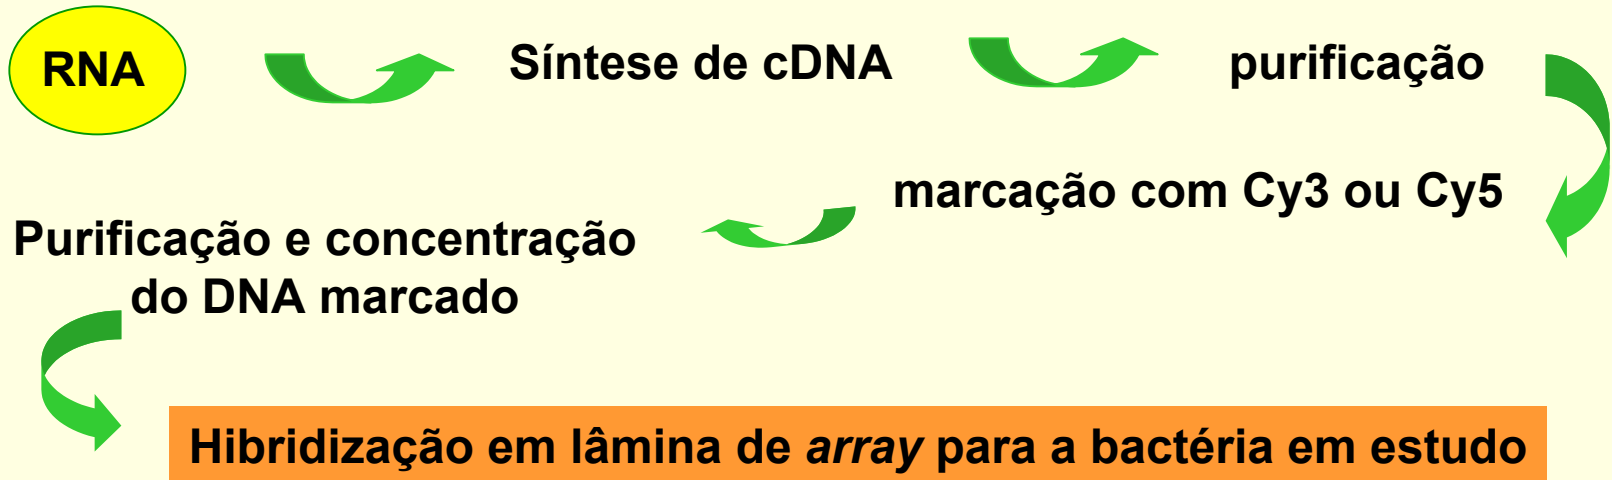 RNA
Síntese de cDNA
purificação
marcação com Cy3 ou Cy5
Purificação e concentração
do DNA marcado
Hibridização em lâmina de array para a bactéria em estudo